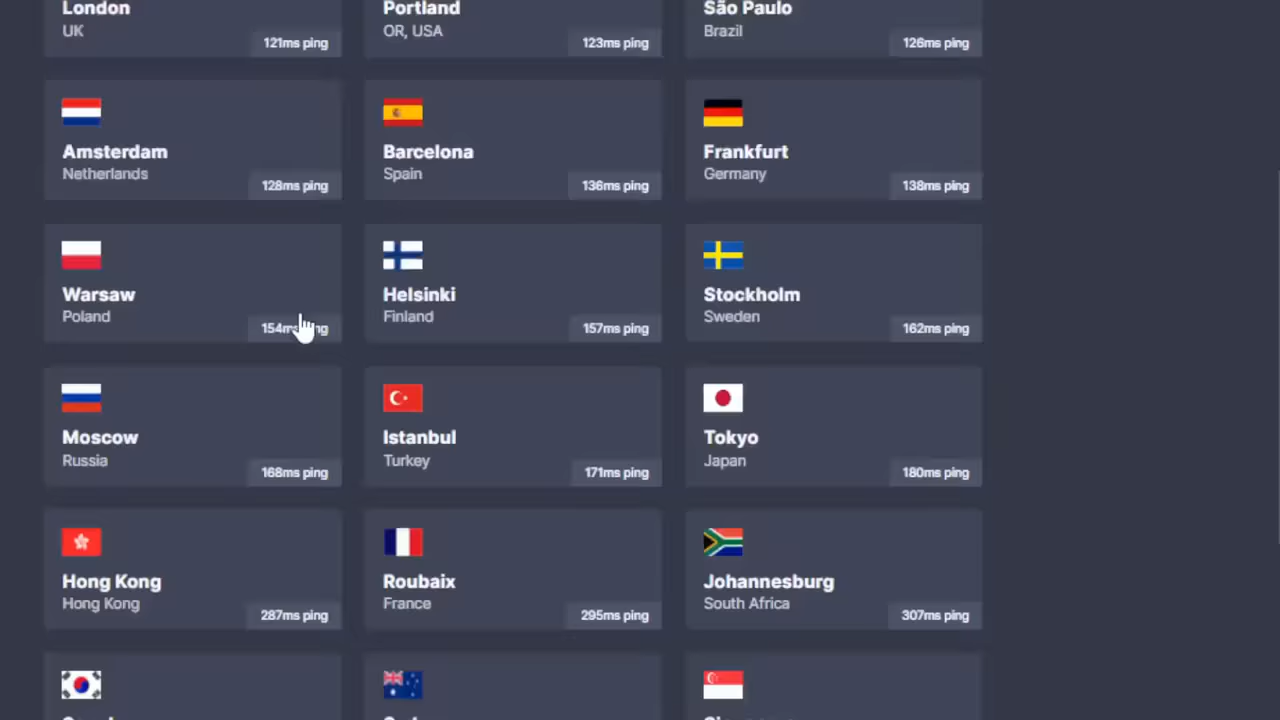 London
UK
121ms ping
Portland
OR, USA
123ms ping
São Paulo
Brazil
126ms ping
Amsterdam
Netherlands
128ms ping
Barcelona
Spain
136ms ping
Frankfurt
Germany
138ms ping
Warsaw
Poland
Helsinki
Finland
157ms ping
Stockholm
Sweden
162ms ping
Moscow
Russia
168ms ping
Istanbul
Turkey
171ms ping
Tokyo
Japan
180ms ping
Hong Kong
Hong Kong
287ms ping
Roubaix
France
295ms ping
Johannesburg
South Africa
307ms ping